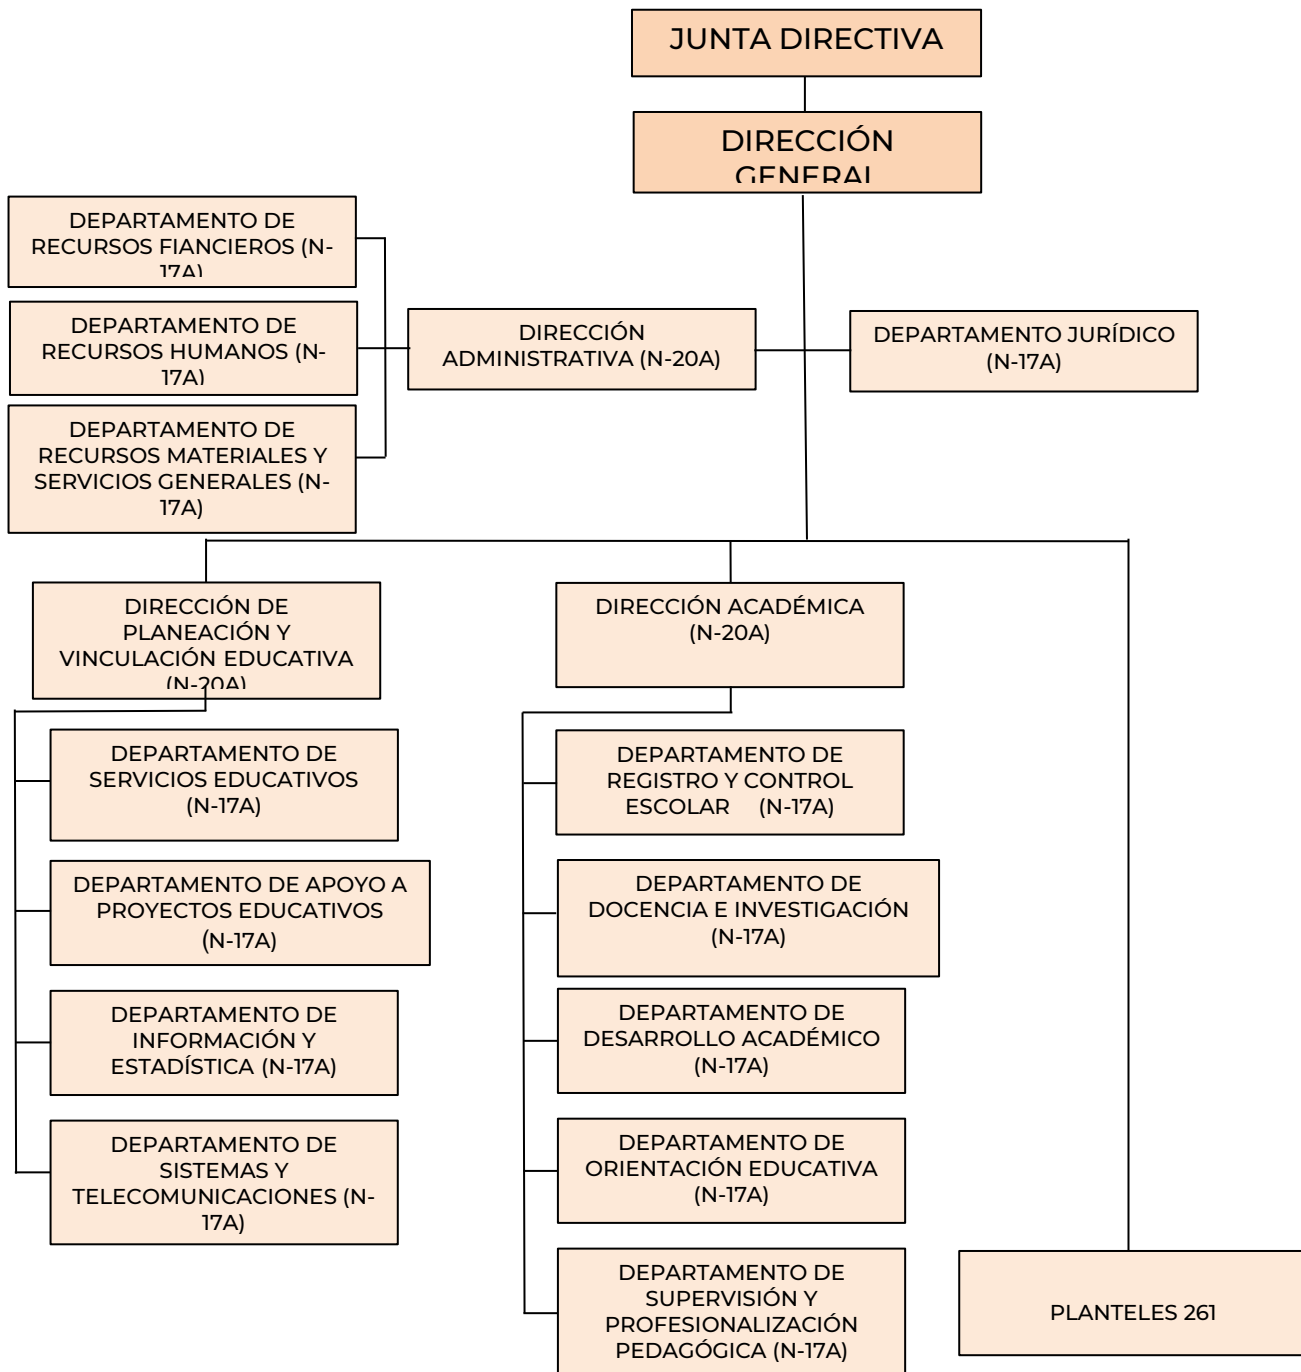 JUNTA DIRECTIVA
DIRECCIÓN
GENERAL
DEPARTAMENTO DE
RECURSOS FIANCIEROS (N-
17A)
DEPARTAMENTO DE
RECURSOS HUMANOS (N-
17A)
DEPARTAMENTO DE
RECURSOS MATERIALES Y
SERVICIOS GENERALES (N-
17A)
DIRECCIÓN
ADMINISTRATIVA (N-20A)
DEPARTAMENTO JURÍDICO
(N-17A)
DIRECCIÓN DE
PLANEACIÓN Y
VINCULACIÓN EDUCATIVA
(N-20A)
DEPARTAMENTO DE
SERVICIOS EDUCATIVOS
(N-17A)
DEPARTAMENTO DE APOYO A
PROYECTOS EDUCATIVOS
(N-17A)
DEPARTAMENTO DE
INFORMACIÓN Y
ESTADÍSTICA (N-17A)
DEPARTAMENTO DE
SISTEMAS Y
TELECOMUNICACIONES (N-
17A)
DIRECCIÓN ACADÉMICA
(N-20A)
DEPARTAMENTO DE
REGISTRO Y CONTROL
ESCOLAR (N-17A)
DEPARTAMENTO DE
DOCENCIA E INVESTIGACIÓN
(N-17A)
DEPARTAMENTO DE
DESARROLLO ACADÉMICO
(N-17A)
DEPARTAMENTO DE
ORIENTACIÓN EDUCATIVA
(N-17A)
DEPARTAMENTO DE
SUPERVISIÓN Y
PROFESIONALIZACIÓN
PEDAGÓGICA (N-17A)
PLANTELES 261